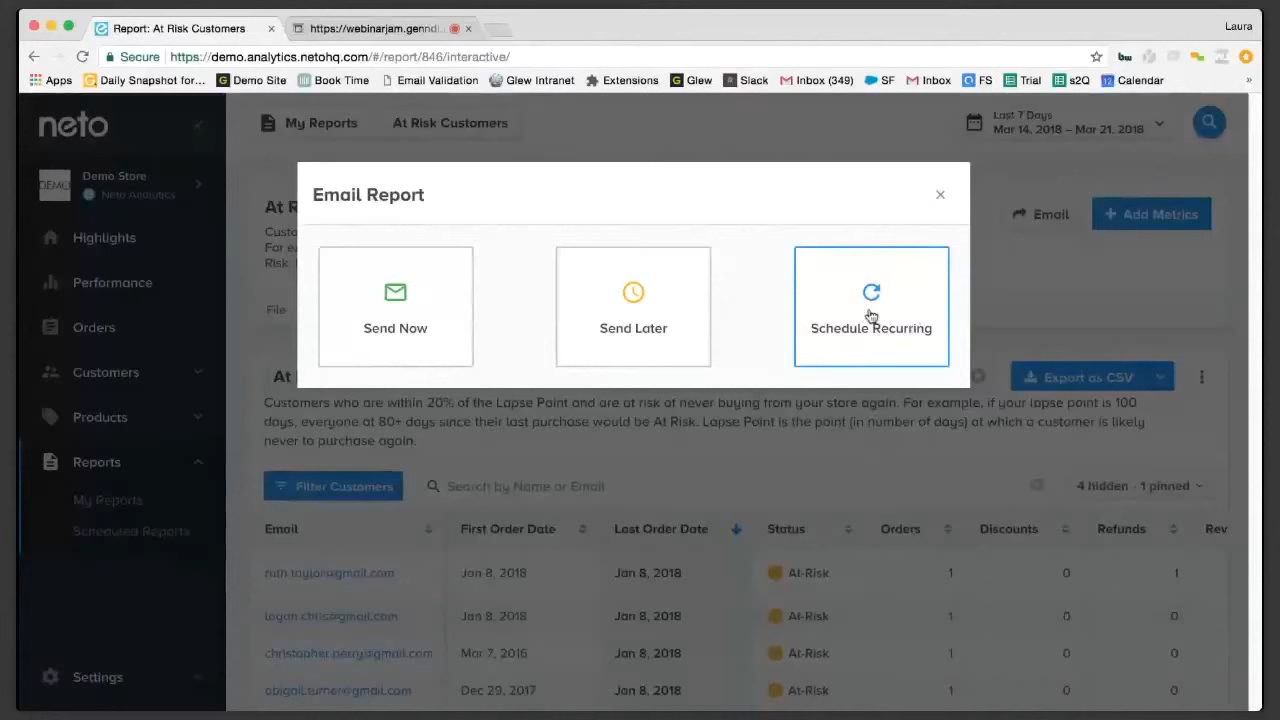 Report: At Risk Customers
https://webinarjam.genndi...
Laura
Secure https://demo.analytics.netohq.com/#/report/846/interactive/
bw
Apps Daily Snapshot for... G Demo Site Book Time Email Validation Glew Intranet Extensions G Glew Slack Inbox (349) SF Inbox FS Trial s2Q 12 Calendar »
neto
My Reports At Risk Customers
Last 7 Days
Mar 14, 2018 – Mar 21, 2018
DEMO
Demo Store
Neto Analytics
Email Report
Highlights
Performance
Orders
Customers
Products
Reports
My Reports
Scheduled Reports
Settings
At R
Custo
For e
Risk.
File
Email + Add Metrics
Send Now
Send Later
Schedule Recurring
At
Export as CSV
Customers who are within 20% of the Lapse Point and are at risk of never buying from your store again. For example, if your lapse point is 100
days, everyone at 80+ days since their last purchase would be At Risk. Lapse Point is the point (in number of days) at which a customer is likely
never to purchase again.
Filter Customers Search by Name or Email 4 hidden · 1 pinned
Email First Order Date Last Order Date Status Orders Discounts Refunds Rev
ruth.taylor@gmail.com Jan 8, 2018 Jan 8, 2018 At-Risk 1 0 1
logan.chris@gmail.com Jan 8, 2018 Jan 8, 2018 At-Risk 1 0 0
christopher.perry@gmail.com Mar 7, 2016 Jan 8, 2018 At-Risk 1 0 0
abigail.turner@gmail.com Dec 29, 2017 Jan 8, 2018 At-Risk 1 0 0